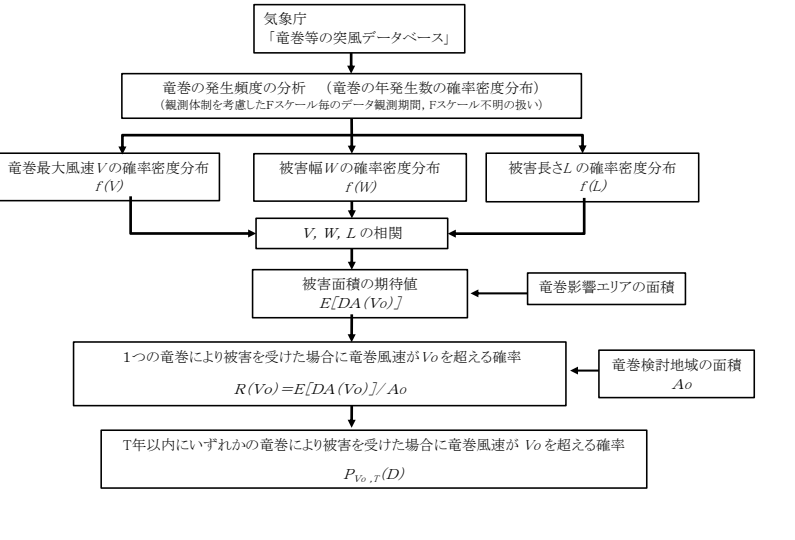 気象庁
「竜巻等の突風データベース」
竜巻の発生頻度の分析　（竜巻の年発生数の確率密度分布）
（観測体制を考慮したFスケール毎のデータ観測期間，Fスケール不明の扱い）
竜巻最大風速Vの確率密度分布
f(V)
被害幅Wの確率密度分布
f(W)
被害長さLの確率密度分布
f(L)
V, W, Lの相関
被害面積の期待値
E[DA(Vo)]
竜巻影響エリアの面積
1つの竜巻により被害を受けた場合に竜巻風速がVoを超える確率
R(Vo)=E[DA(Vo)]/Ao
竜巻検討地域の面積
Ao
T年以内にいずれかの竜巻により被害を受けた場合に竜巻風速が Voを超える確率
PVo,T(D)